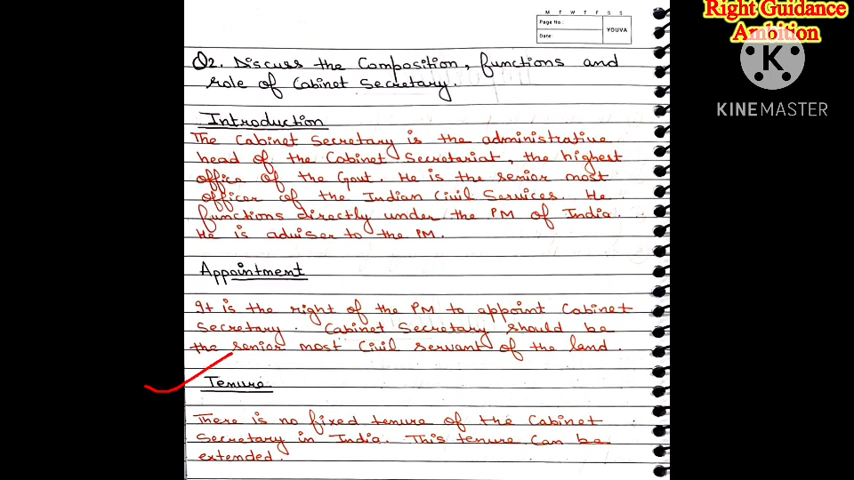 Right Guidance
Ambition
K
KINEMASTER
M T W T F S S
Page No.:
Date
YOUVA
Q2. Discuss the Composition, functions and
role of Cabinet Secretary.
Introduction
The Cabinet Secretary is the administrative
head of the Cabinet Secretariat, the highest
office of the Govt. He is the senior most
officer of the Indian Civil Services. He
functions directly under the PM of India.
He is adviser to the PM.
Appointment
It is the right of the PM to appoint Cabinet
Secretary. Cabinet Secretary should be
the senior most Civil servant of the land.
Tenure
There is no fixed tenure of the Cabinet
Secretary in India. This tenure can be
extended.